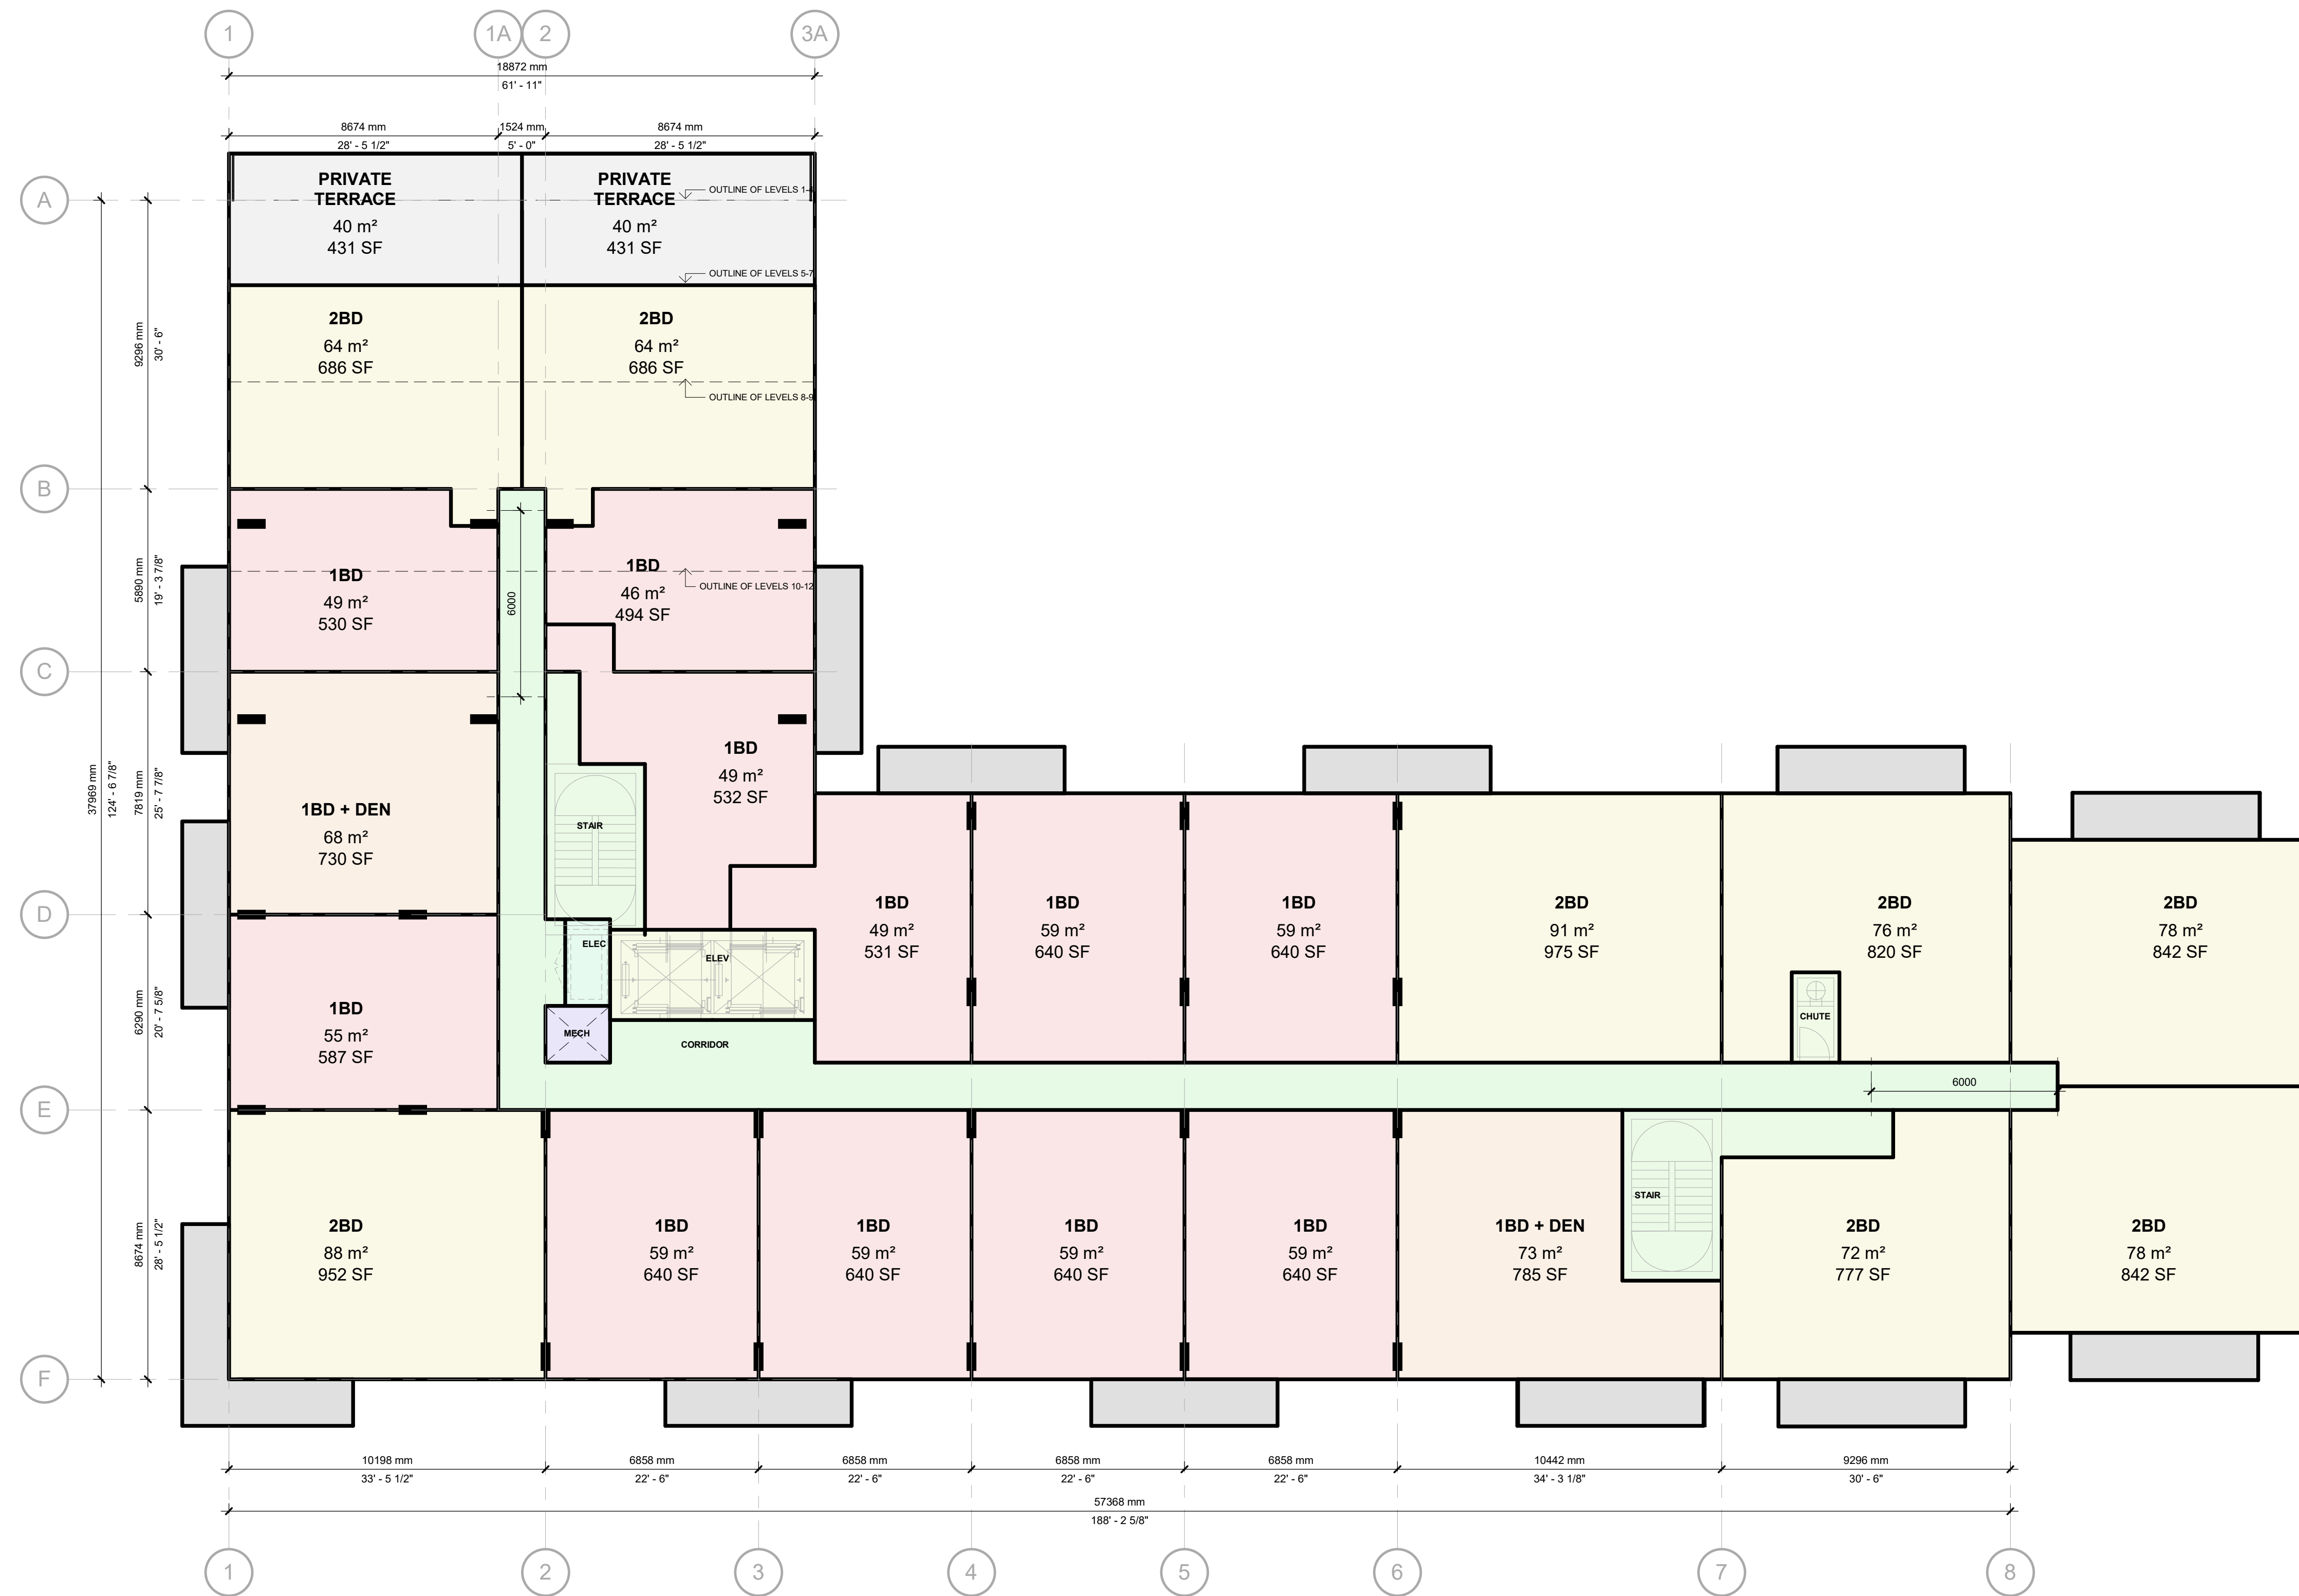 1
1A
2
3A
18872 mm
61' - 11"
8674 mm
1524 mm
8674 mm
28' - 5 1/2"
5' - 0"
28' - 5 1/2"
A
PRIVATE
TERRACE
40 m²
431 SF
PRIVATE
TERRACE
40 m²
431 SF
OUTLINE OF LEVELS 1-
OUTLINE OF LEVELS 5-7
9296 mm
30' - 6"
2BD
64 m²
686 SF
2BD
64 m²
686 SF
OUTLINE OF LEVELS 8-9
B
5890 mm
19' - 3 7/8"
1BD
49 m²
530 SF
6000
1BD
46 m²
494 SF
OUTLINE OF LEVELS 10-12
C
37969 mm
124' - 6 7/8"
7819 mm
25' - 7 7/8"
1BD + DEN
68 m²
730 SF
STAIR
1BD
49 m²
532 SF
D
6290 mm
20' - 7 5/8"
1BD
55 m²
587 SF
ELEC
ELEV
MECH
CORRIDOR
1BD
49 m²
531 SF
1BD
59 m²
640 SF
1BD
59 m²
640 SF
2BD
91 m²
975 SF
2BD
76 m²
820 SF
CHUTE
2BD
78 m²
842 SF
6000
E
8674 mm
28' - 5 1/2"
2BD
88 m²
952 SF
1BD
59 m²
640 SF
1BD
59 m²
640 SF
1BD
59 m²
640 SF
1BD
59 m²
640 SF
1BD + DEN
73 m²
785 SF
STAIR
2BD
72 m²
777 SF
2BD
78 m²
842 SF
F
10198 mm
6858 mm
6858 mm
6858 mm
6858 mm
10442 mm
9296 mm
33' - 5 1/2"
22' - 6"
22' - 6"
22' - 6"
22' - 6"
34' - 3 1/8"
30' - 6"
57368 mm
188' - 2 5/8"
1
2
3
4
5
6
7
8